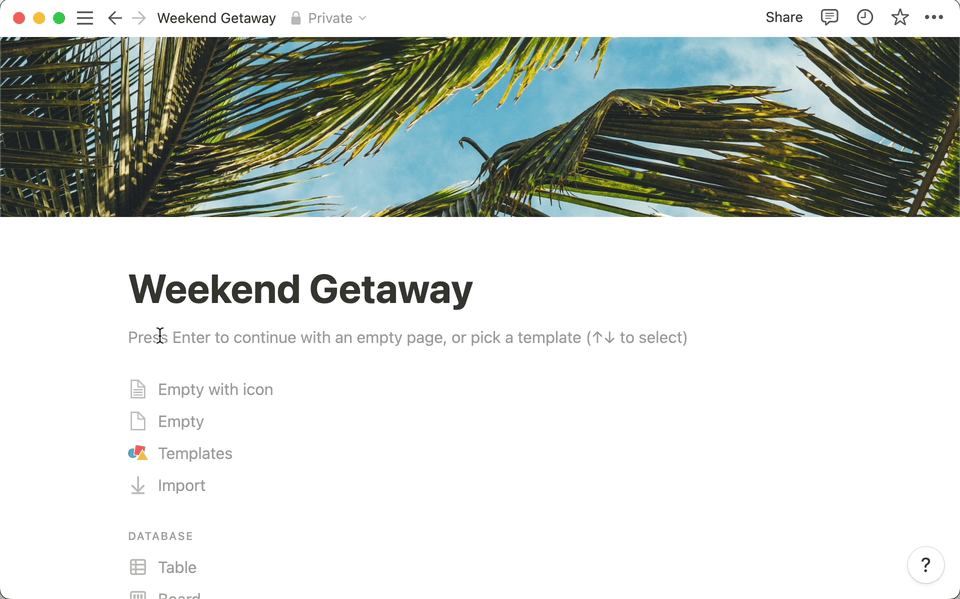 Weekend Getaway Private Share
Weekend Getaway
Press Enter to continue with an empty page, or pick a template (↑↓ to select)
Empty with icon
Empty
Templates
Import
DATABASE
Table
Board
?